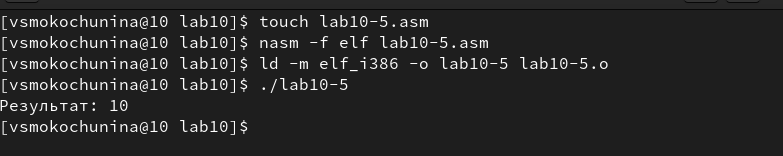 [vsmokochunina@10 lab10]$ touch lab10-5.asm
[vsmokochunina@10 lab10]$ nasm -f elf lab10-5.asm
[vsmokochunina@10 lab10]$ ld -m elf_i386 -o lab10-5 lab10-5.o
[vsmokochunina@10 lab10]$ ./lab10-5
Результат: 10
[vsmokochunina@10 lab10]$